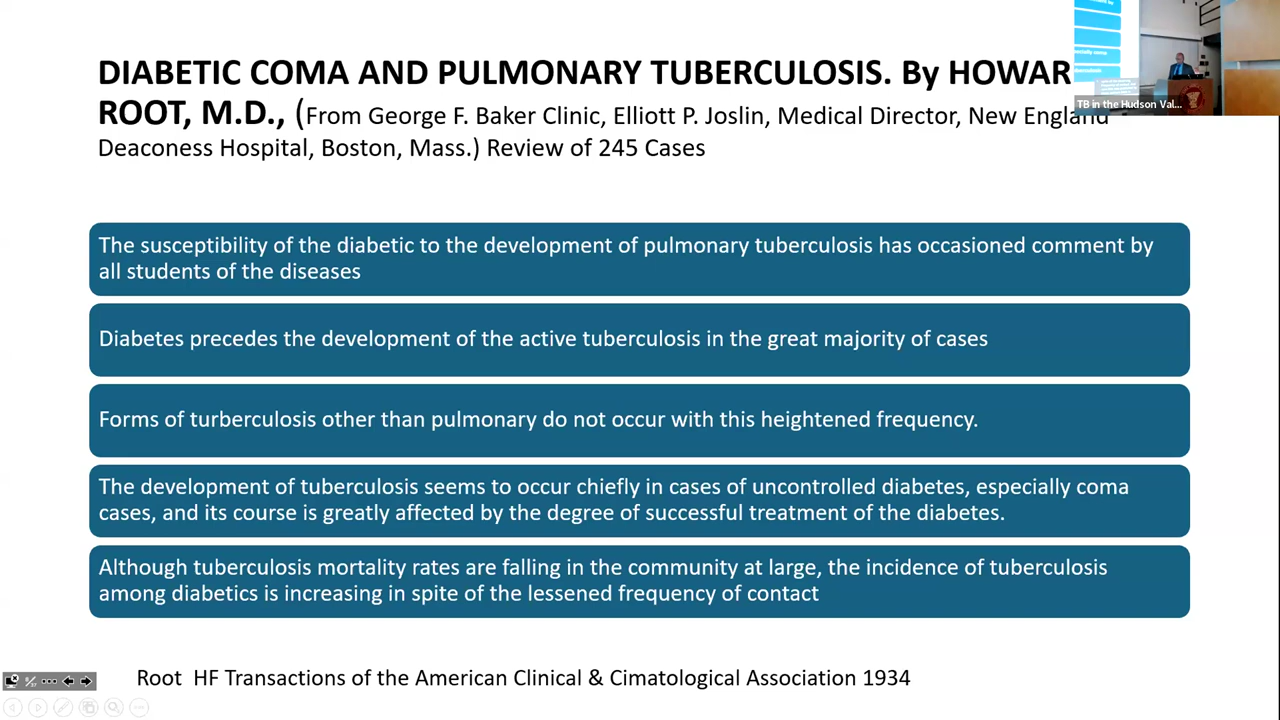 DIABETIC COMA AND PULMONARY TUBERCULOSIS. By HOWAR
ROOT, M.D., (From George F. Baker Clinic, Elliott P. Joslin, Medical Director, New England
Deaconess Hospital, Boston, Mass.) Review of 245 Cases
TB in the Hudson Val...
The susceptibility of the diabetic to the development of pulmonary tuberculosis has occasioned comment by
all students of the diseases
Diabetes precedes the development of the active tuberculosis in the great majority of cases
Forms of turberculosis other than pulmonary do not occur with this heightened frequency.
The development of tuberculosis seems to occur chiefly in cases of uncontrolled diabetes, especially coma
cases, and its course is greatly affected by the degree of successful treatment of the diabetes.
Although tuberculosis mortality rates are falling in the community at large, the incidence of tuberculosis
among diabetics is increasing in spite of the lessened frequency of contact
Root HF Transactions of the American Clinical & Cimatological Association 1934